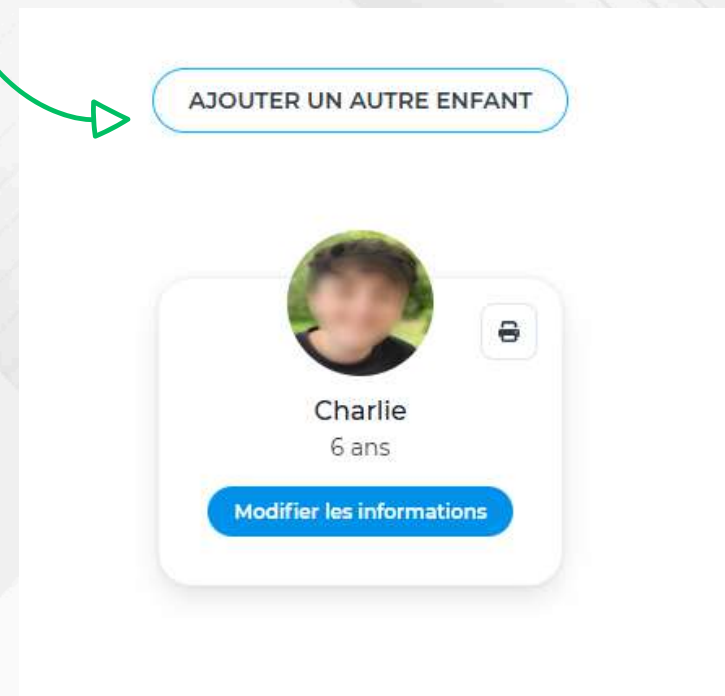 AJOUTER UN AUTRE ENFANT
Charlie
6 ans
Modifier les informations